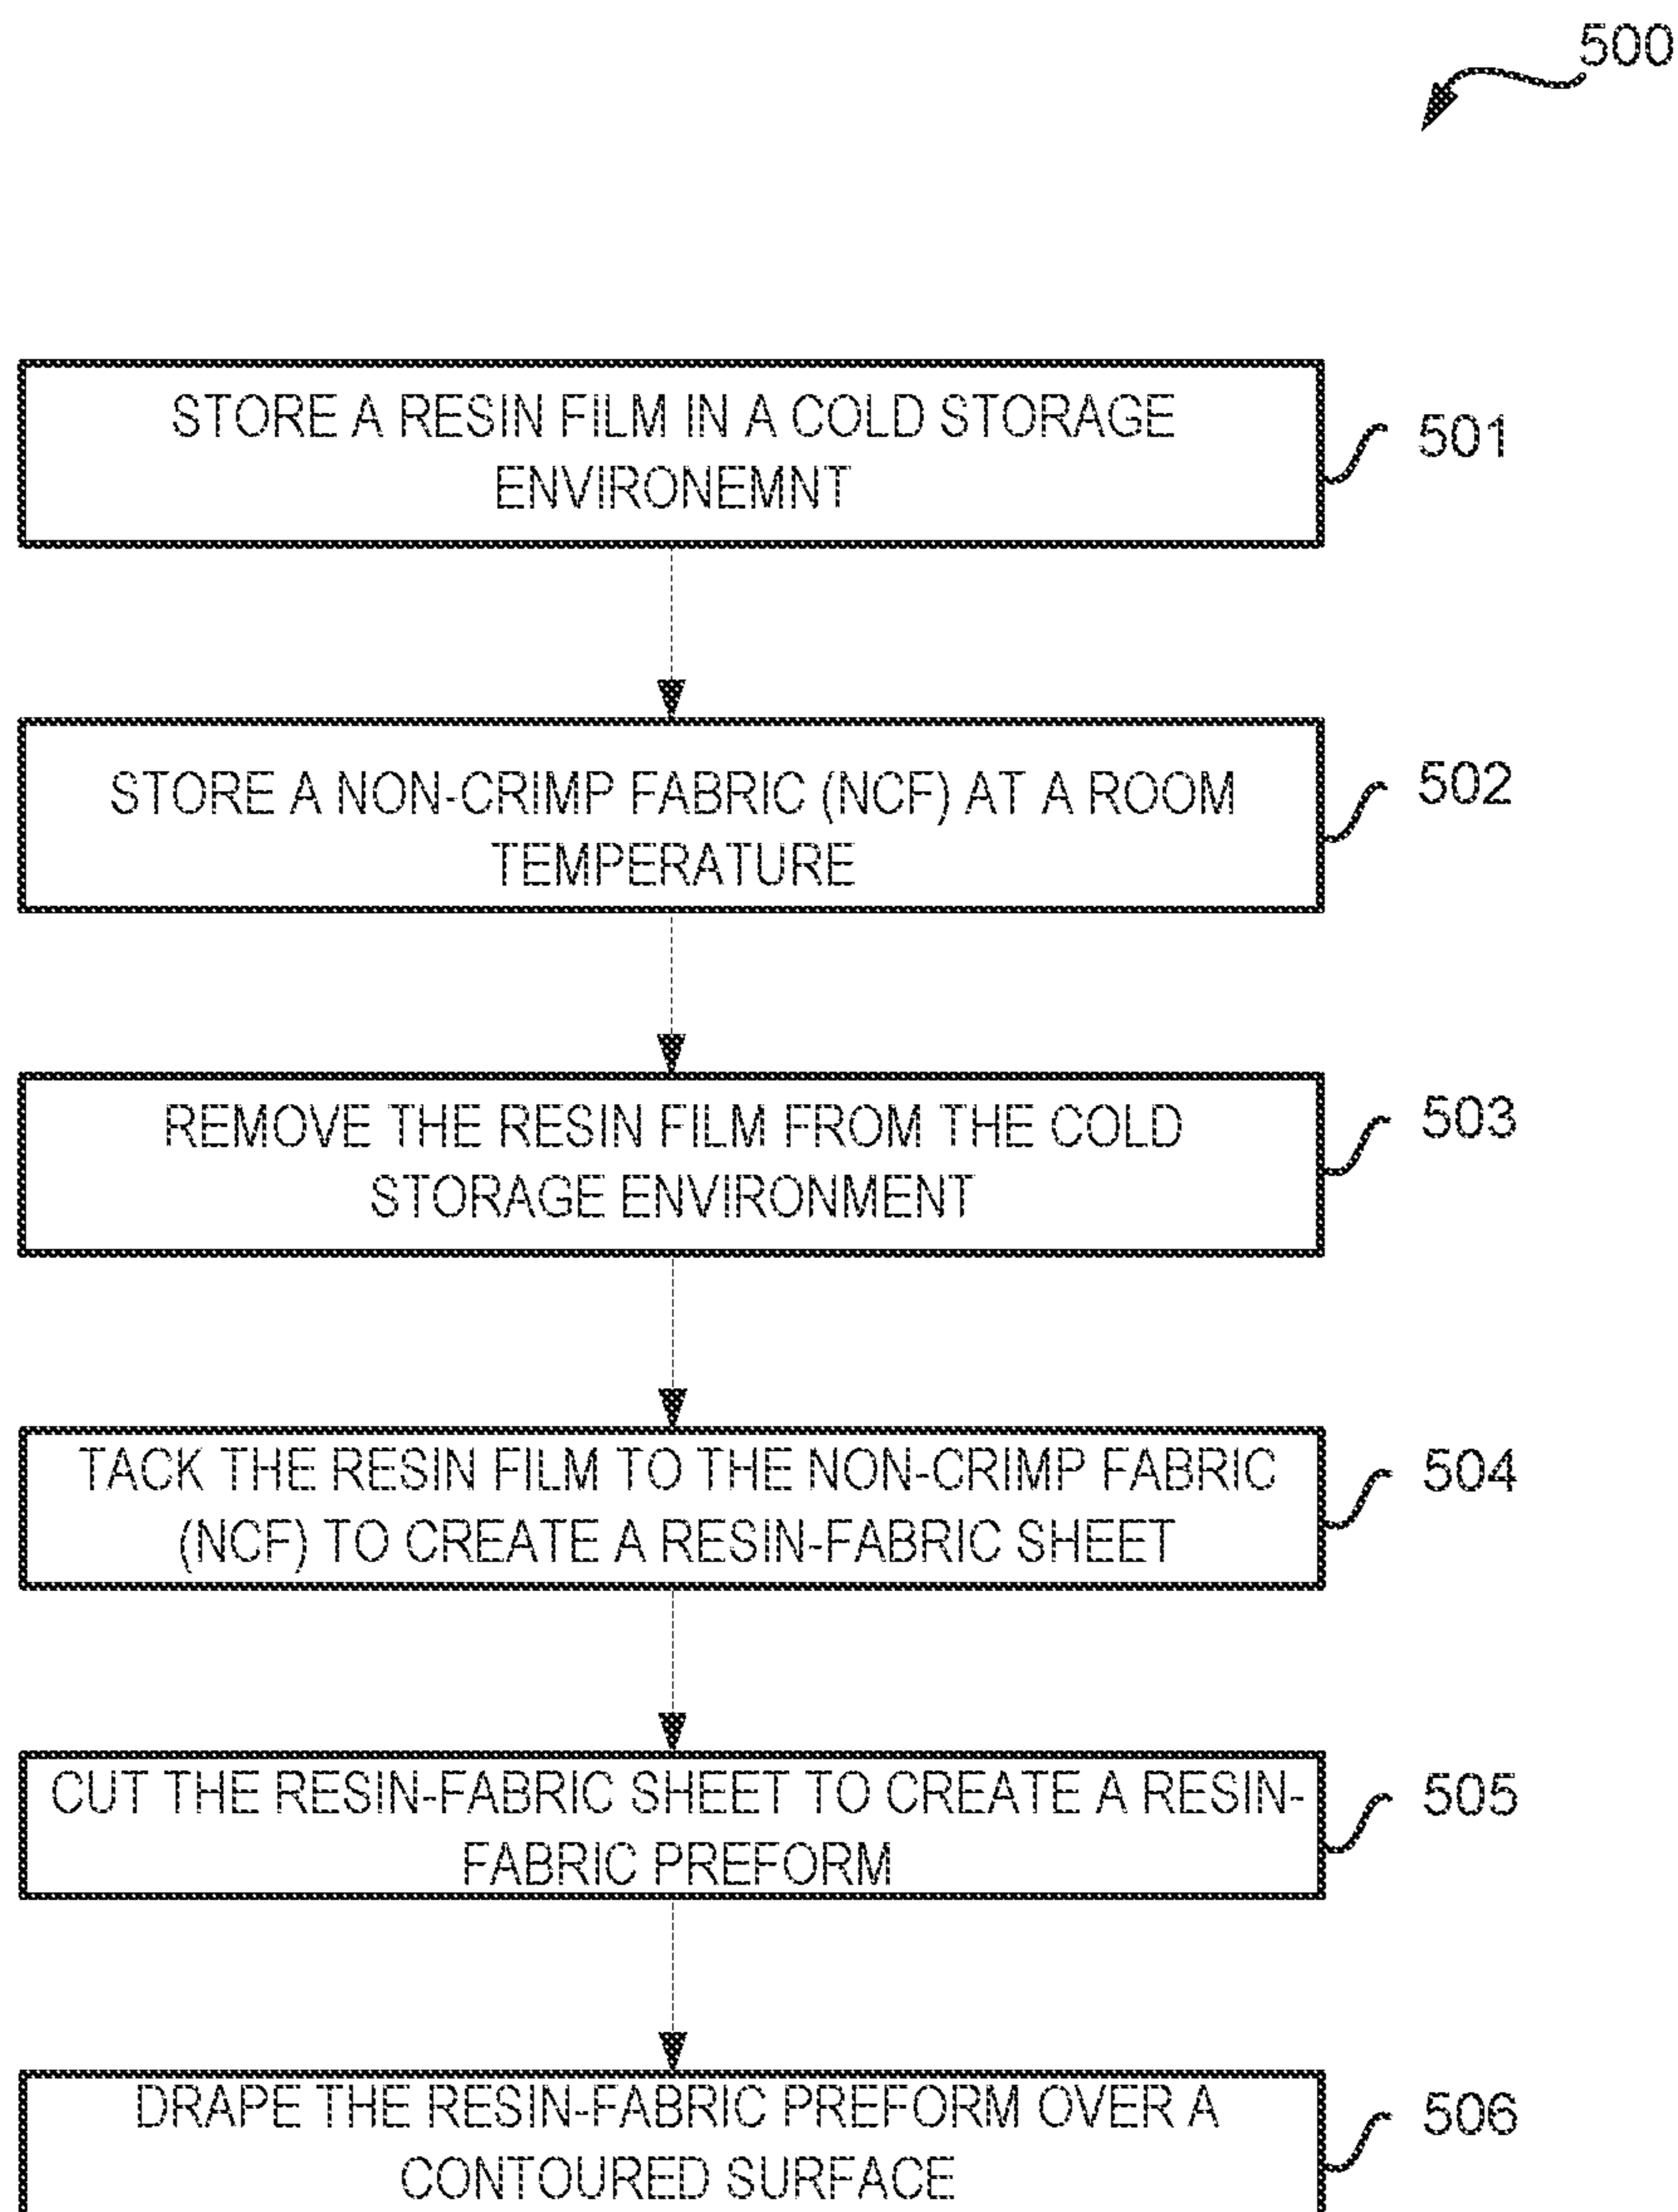 500
STORE A RESIN FILM IN A COLD STORAGE
ENVIRONEMNT
501
STORE A NON-CRIMP FABRIC (NCF) AT A ROOM
TEMPERATURE
502
REMOVE THE RESIN FILM FROM THE COLD
STORAGE ENVIRONMENT
503
TACK THE RESIN FILM TO THE NON-CRIMP FABRIC
(NCF) TO CREATE A RESIN-FABRIC SHEET
504
CUT THE RESIN-FABRIC SHEET TO CREATE A RESIN-
FABRIC PREFORM
505
DRAPE THE RESIN-FABRIC PREFORM OVER A
CONTOURED SURFACE
506